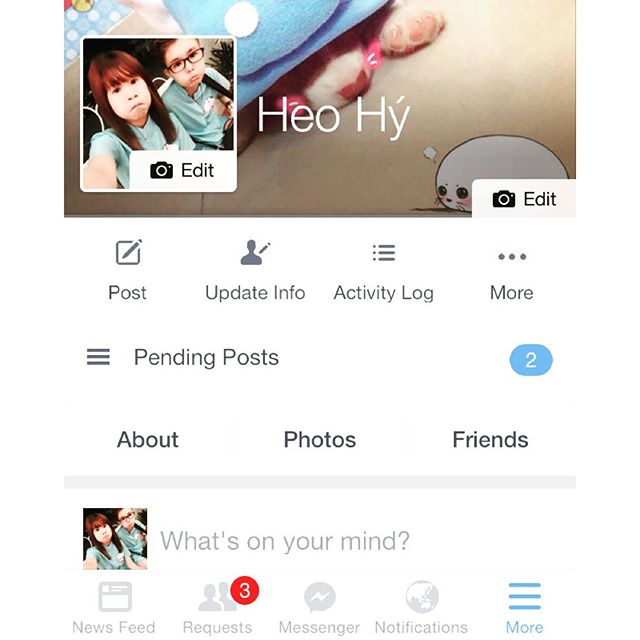 Heo Hý
Edit
Edit
Post Update Info Activity Log More
Pending Posts 2
About Photos Friends
What's on your mind?
3
News Feed Requests Messenger Notifications More